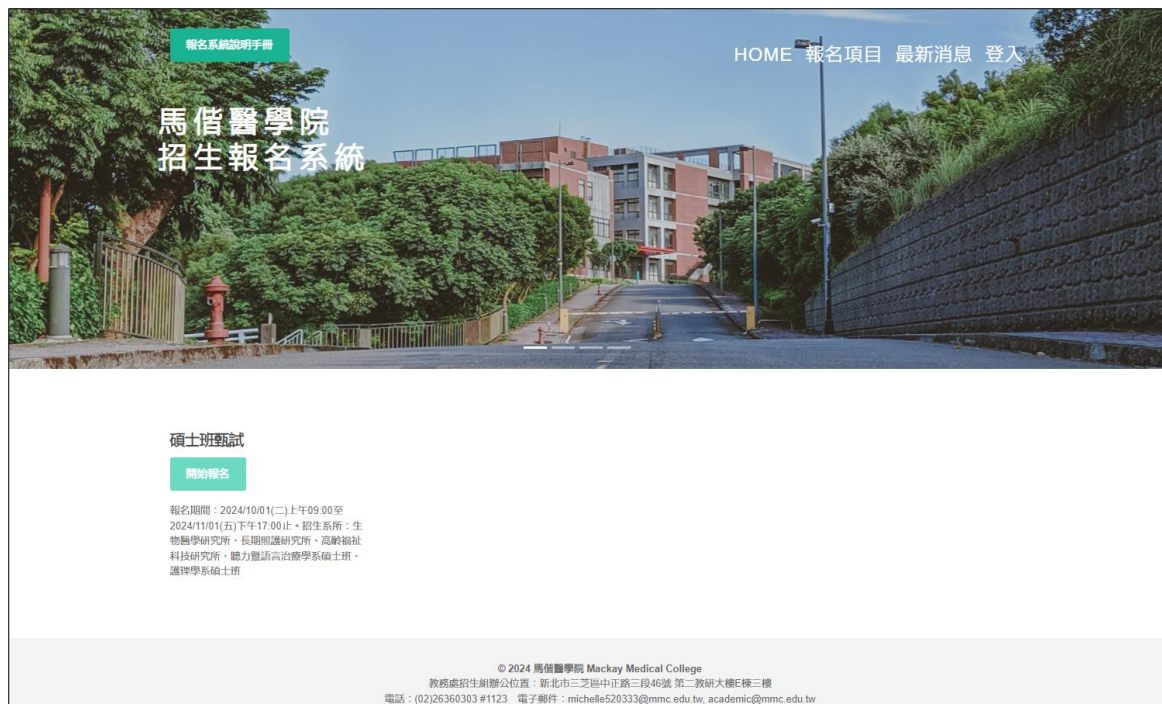 報名系統說明手冊
HOME 報名項目 最新消息 登入
馬偕醫學院
招生報名系統
碩士班甄試
開始報名
報名期間：2024/10/01(二)上午09:00至
2024/11/01(五)下午17:00止。招生系所：生
物醫學研究所、長期照護研究所、高齡福祉
科技研究所、聽力暨語言治療學系碩士班、
護理學系碩士班
© 2024 馬偕醫學院 Mackay Medical College
教務處招生組辦公位置：新北市三芝區中正路三段46號 第二教研大樓E棟三樓
電話：(02)26360303 #1123 電子郵件：michelle520333@mmc.edu.tw, academic@mmc.edu.tw